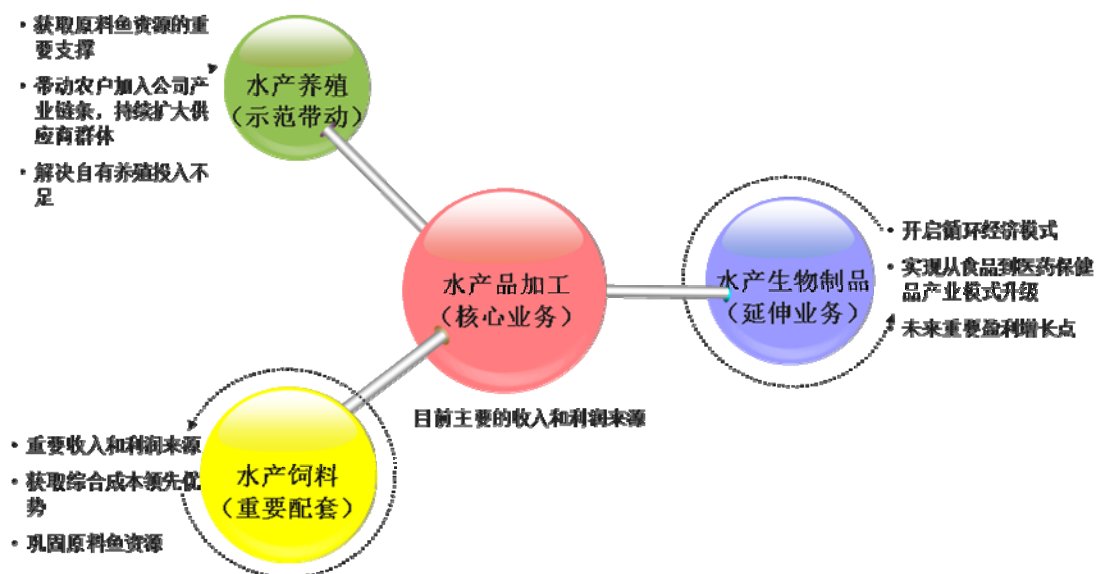 • 获取原料鱼资源的重
要支撑
• 带动农户加入公司产
业链条，持续扩大供
应商群体
• 解决自有养殖投入不
足
水产养殖
（示范带动）
水产品加工
（核心业务）
目前主要的收入和利润来源
水产生物制品
（延伸业务）
• 开启循环经济模式
• 实现从食品到医药保健
品产业模式升级
• 未来重要盈利增长点
• 重要收入和利润来源
• 获取综合成本领先优
势
• 巩固原料鱼资源
水产饲料
（重要配套）